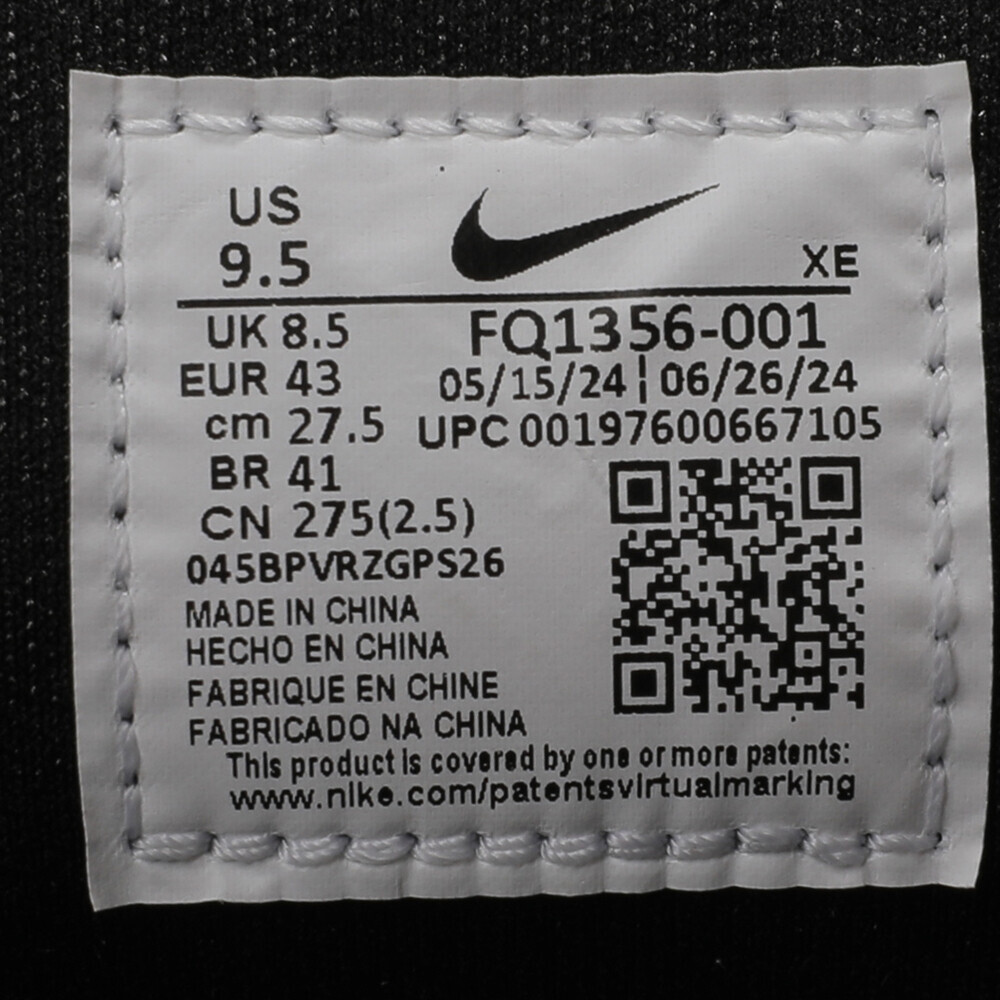 US
9.5
XE
UK 8.5
FQ1356-001
EUR 43
05/15/24 ¦ 06/26/24
cm 27.5
UPC 00197600667105
BR 41
CN 275(2.5)
045BPVRZGPS26
MADE IN CHINA
HECHO EN CHINA
FABRIQUE EN CHINE
FABRICADO NA CHINA
This product is covered by one or more patents:
www.nike.com/patentsvirtualmarking